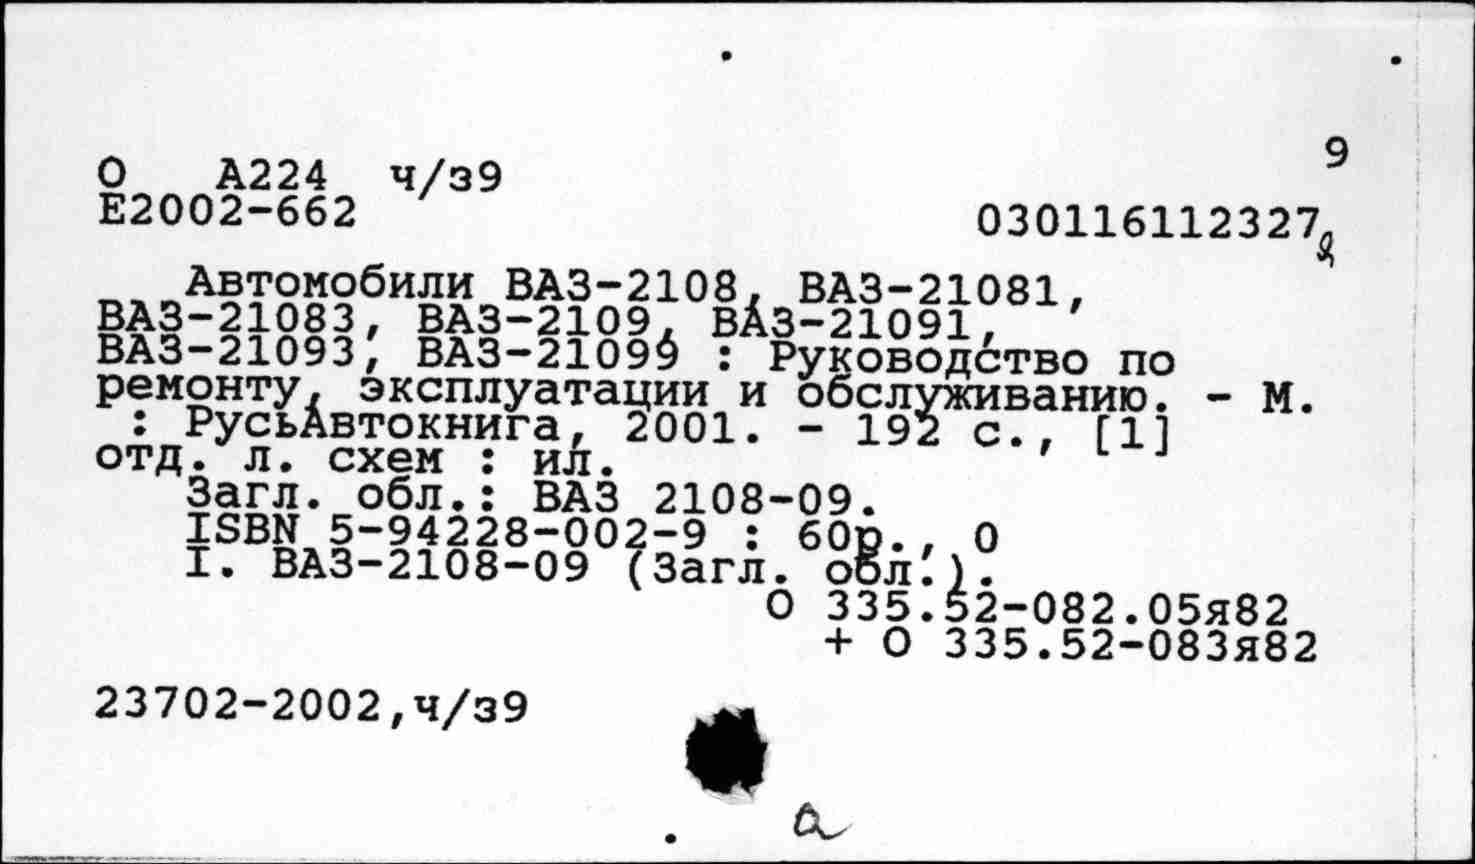 9
О А224 ч/з9
Е2002-662
030116112327
Автомобили ВАЗ-2108, ВАЗ-21081,
ВАЗ-21083, ВАЗ-2109, ВАЗ-21091,
ВАЗ-21093, ВАЗ-21099 : Руководство по
ремонту, эксплуатации и обслуживанию. - М.
: РусьАвтокнига, 2001. - 192 с., [1]
отд. л. схем : ил.
Загл. обл.: ВАЗ 2108-09.
ISBN 5-94228-002-9 : 60р., 0
I. ВАЗ-2108-09 (Загл. обл.).
О 335.52-082.05я82
+ О 335.52-083я82
23702-2002,ч/з9